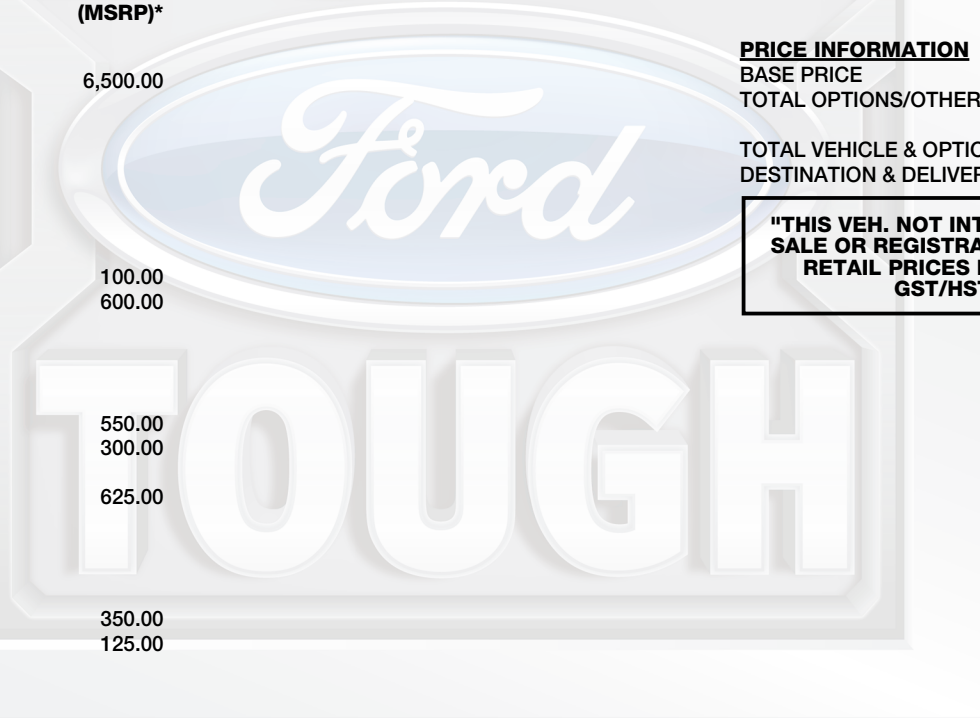 (MSRP)*
6,500.00
100.00
600.00
550.00
300.00
625.00
350.00
125.00
PRICE INFORMATION
BASE PRICE
TOTAL OPTIONS/OTHER
TOTAL VEHICLE & OPTIO
DESTINATION & DELIVER
"THIS VEH. NOT INT
SALE OR REGISTRA
RETAIL PRICES
GST/HST
Ford
TOUGH